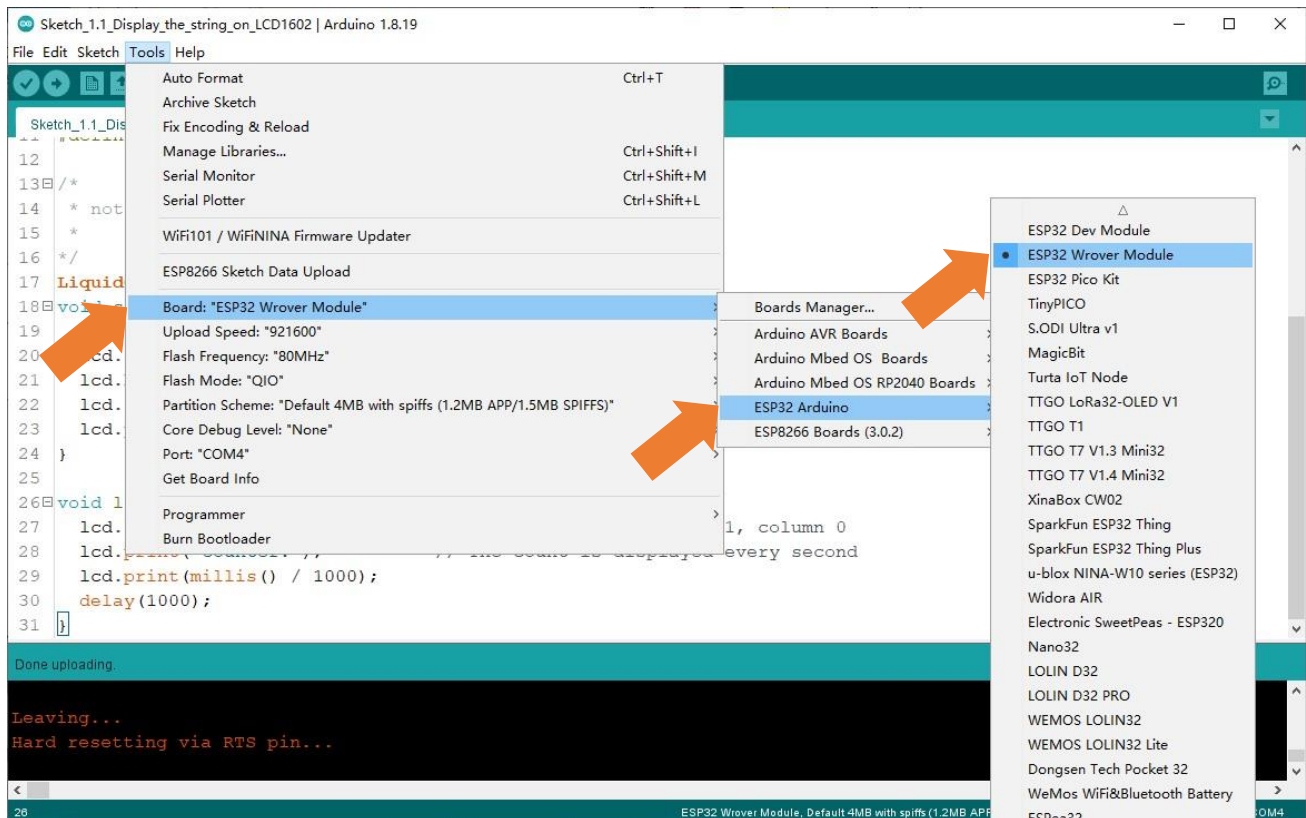 Sketch_1.1_Display_the_string_on_LCD1602 | Arduino 1.8.19
File Edit Sketch Tools Help
Sketch_1.1_Dis
Auto Format Ctrl+T
Archive Sketch
Fix Encoding & Reload
Manage Libraries... Ctrl+Shift+I
Serial Monitor Ctrl+Shift+M
Serial Plotter Ctrl+Shift+L
WiFi101 / WiFiNINA Firmware Updater
ESP8266 Sketch Data Upload
Board: "ESP32 Wrover Module"
Upload Speed: "921600"
Flash Frequency: "80MHz"
Flash Mode: "QIO"
Partition Scheme: "Default 4MB with spiffs (1.2MB APP/1.5MB SPIFFS)"
Core Debug Level: "None"
Port: "COM4"
Get Board Info
Programmer
Burn Bootloader
Boards Manager...
Arduino AVR Boards
Arduino Mbed OS Boards
Arduino Mbed OS RP2040 Boards
ESP32 Arduino
ESP8266 Boards (3.0.2)
ESP32 Dev Module
ESP32 Wrover Module
ESP32 Pico Kit
TinyPICO
S.ODI Ultra v1
MagicBit
Turta IoT Node
TTGO LoRa32-OLED V1
TTGO T1
TTGO T7 V1.3 Mini32
TTGO T7 V1.4 Mini32
XinaBox CW02
SparkFun ESP32 Thing
SparkFun ESP32 Thing Plus
u-blox NINA-W10 series (ESP32)
Widora AIR
Electronic SweetPeas - ESP320
Nano32
LOLIN D32
LOLIN D32 PRO
WEMOS LOLIN32
WEMOS LOLIN32 Lite
Dongsen Tech Pocket 32
WeMos WiFi&Bluetooth Battery
12
13 /*
14 * not
15 *
16 */
17 Liquid
18 void s
19
20 lcd.
21 lcd.
22 lcd.
23 lcd.
24 }
25
26 void l
27 lcd. 1, column 0
28 lcd.print( // The count is displayed every second
29 lcd.print(millis() / 1000);
30 delay(1000);
31 }
Done uploading.
Leaving...
Hard resetting via RTS pin...
26 ESP32 Wrover Module, Default 4MB with spiffs (1.2MB APP OM4